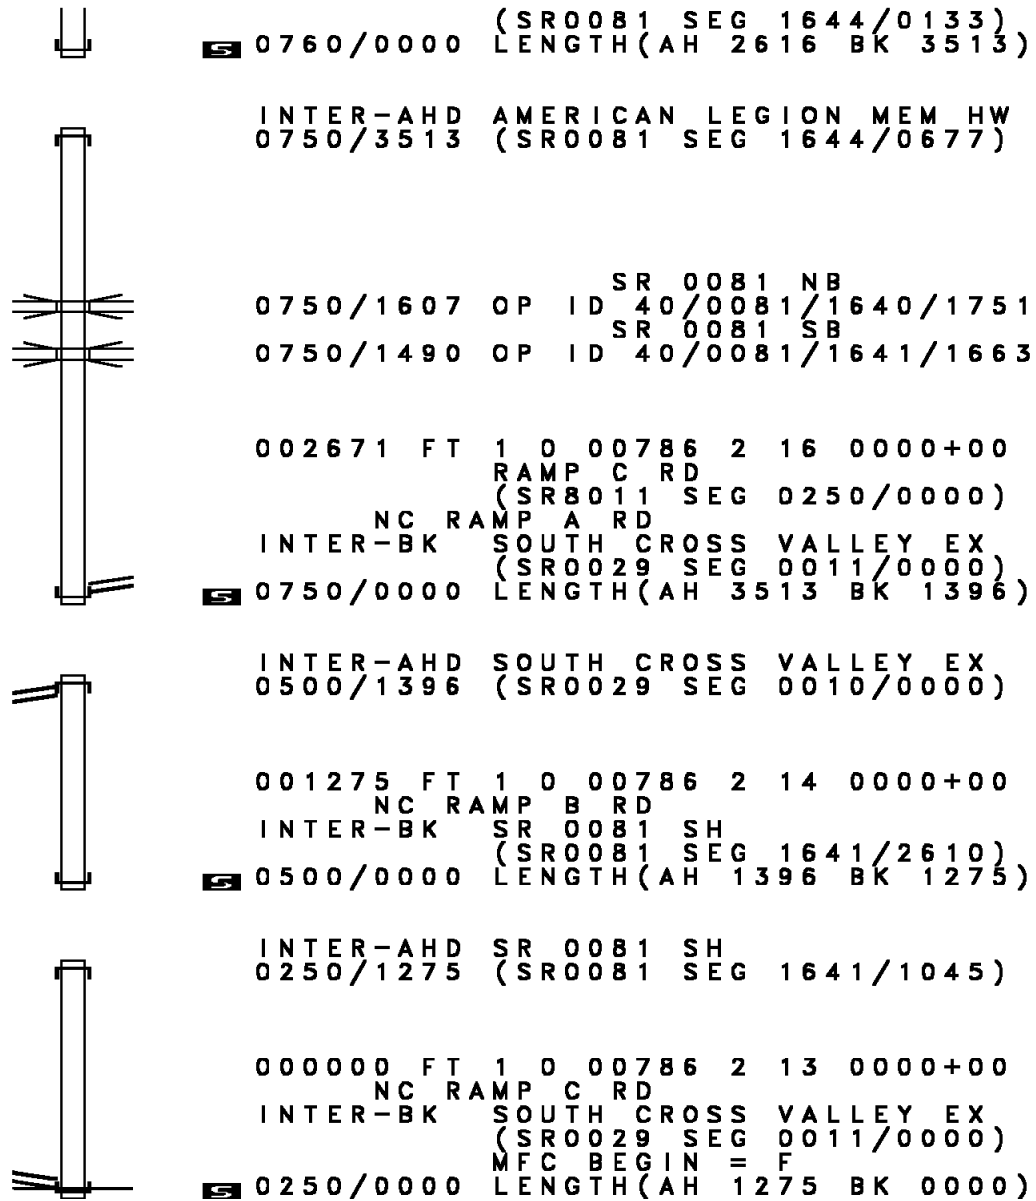 (SR0081 SEG 1644/0133)
S 0760/0000 LENGTH(AH 2616 BK 3513)
INTER-AHD AMERICAN LEGION MEM HW
0750/3513 (SR0081 SEG 1644/0677)
SR 0081 NB
0750/1607 OP ID 40/0081/1640/1751
SR 0081 SB
0750/1490 OP ID 40/0081/1641/1663
002671 FT 1 0 00786 2 16 0000+00
RAMP C RD
(SR8011 SEG 0250/0000)
NC RAMP A RD
INTER-BK SOUTH CROSS VALLEY EX
(SR0029 SEG 0011/0000)
S 0750/0000 LENGTH(AH 3513 BK 1396)
INTER-AHD SOUTH CROSS VALLEY EX
0500/1396 (SR0029 SEG 0010/0000)
001275 FT 1 0 00786 2 14 0000+00
NC RAMP B RD
INTER-BK SR 0081 SH
(SR0081 SEG 1641/2610)
S 0500/0000 LENGTH(AH 1396 BK 1275)
INTER-AHD SR 0081 SH
0250/1275 (SR0081 SEG 1641/1045)
000000 FT 1 0 00786 2 13 0000+00
NC RAMP C RD
INTER-BK SOUTH CROSS VALLEY EX
(SR0029 SEG 0011/0000)
MFC BEGIN = F
S 0250/0000 LENGTH(AH 1275 BK 0000)